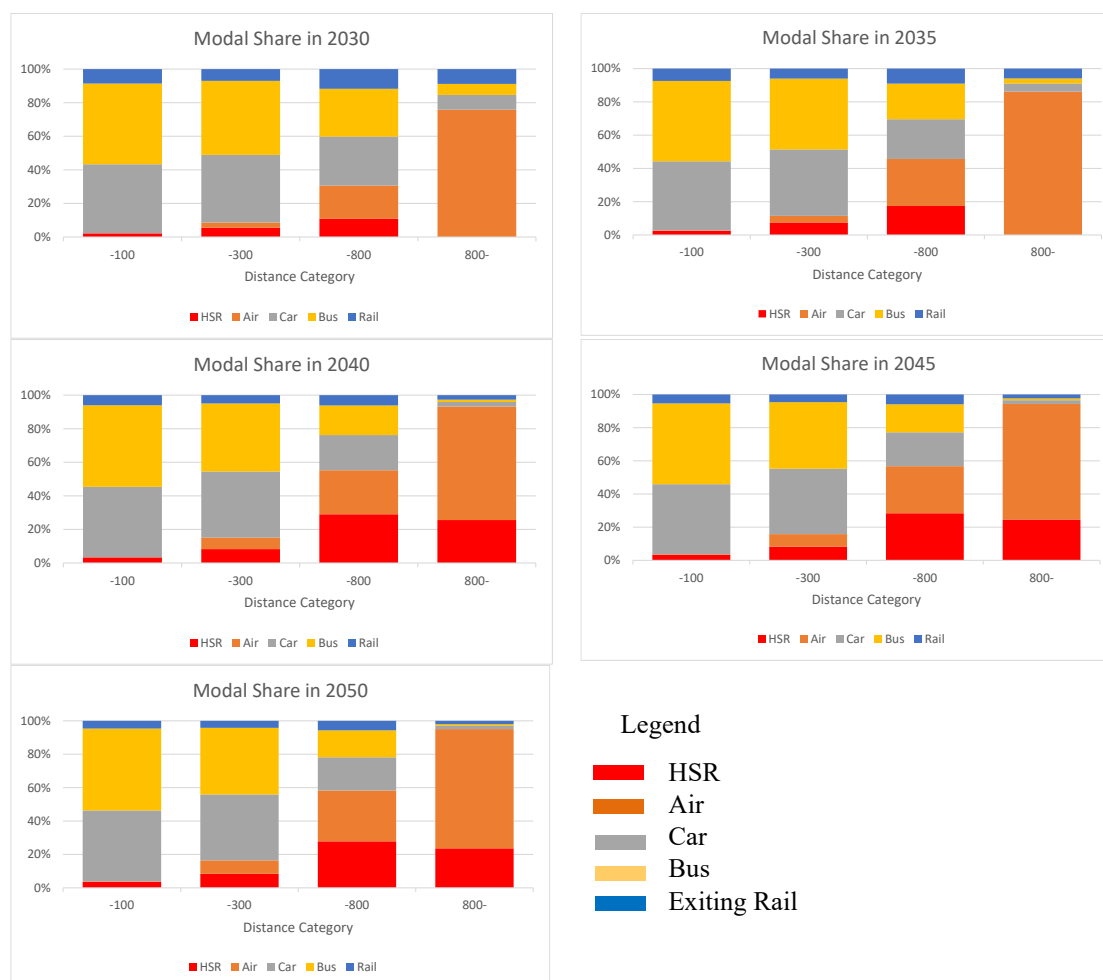 Modal Share in 2030
100%
80%
60%
40%
20%
0%
-100 -300 -800 800-
Distance Category
HSR Air Car Bus Rail
Modal Share in 2035
100%
80%
60%
40%
20%
0%
-100 -300 -800 800-
Distance Category
HSR Air Car Bus Rail
Modal Share in 2040
100%
80%
60%
40%
20%
0%
-100 -300 -800 800-
Distance Category
HSR Air Car Bus Rail
Modal Share in 2045
100%
80%
60%
40%
20%
0%
-100 -300 -800 800-
Distance Category
HSR Air Car Bus Rail
Modal Share in 2050
100%
80%
60%
40%
20%
0%
-100 -300 -800 800-
Distance Category
HSR Air Car Bus Rail
Legend
HSR
Air
Car
Bus
Exiting Rail